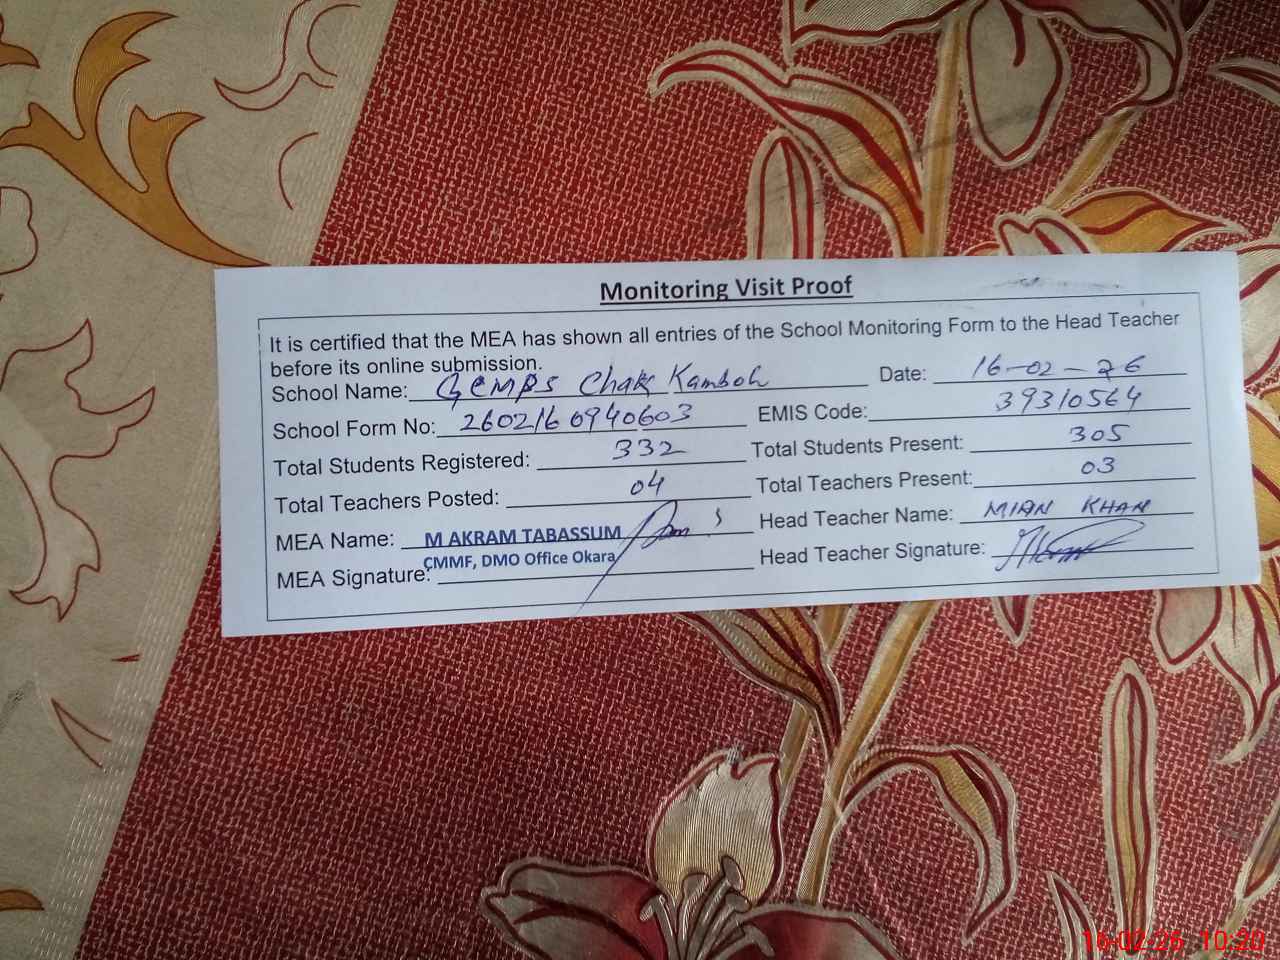 Monitoring Visit Proof
It is certified that the MEA has shown all entries of the School Monitoring Form to the Head Teacher
before its online submission.
School Name: GEMPS Chak Kamboh Date: 16-02-26
School Form No: 260216 0940603 EMIS Code: 39310564
Total Students Registered: 332 Total Students Present: 305
Total Teachers Posted: 04 Total Teachers Present: 03
MEA Name: M AKRAM TABASSUM Head Teacher Name: MIAN KHAN
CMMF, DMO Office Okara
MEA Signature: Head Teacher Signature:
16-02-26 10:20